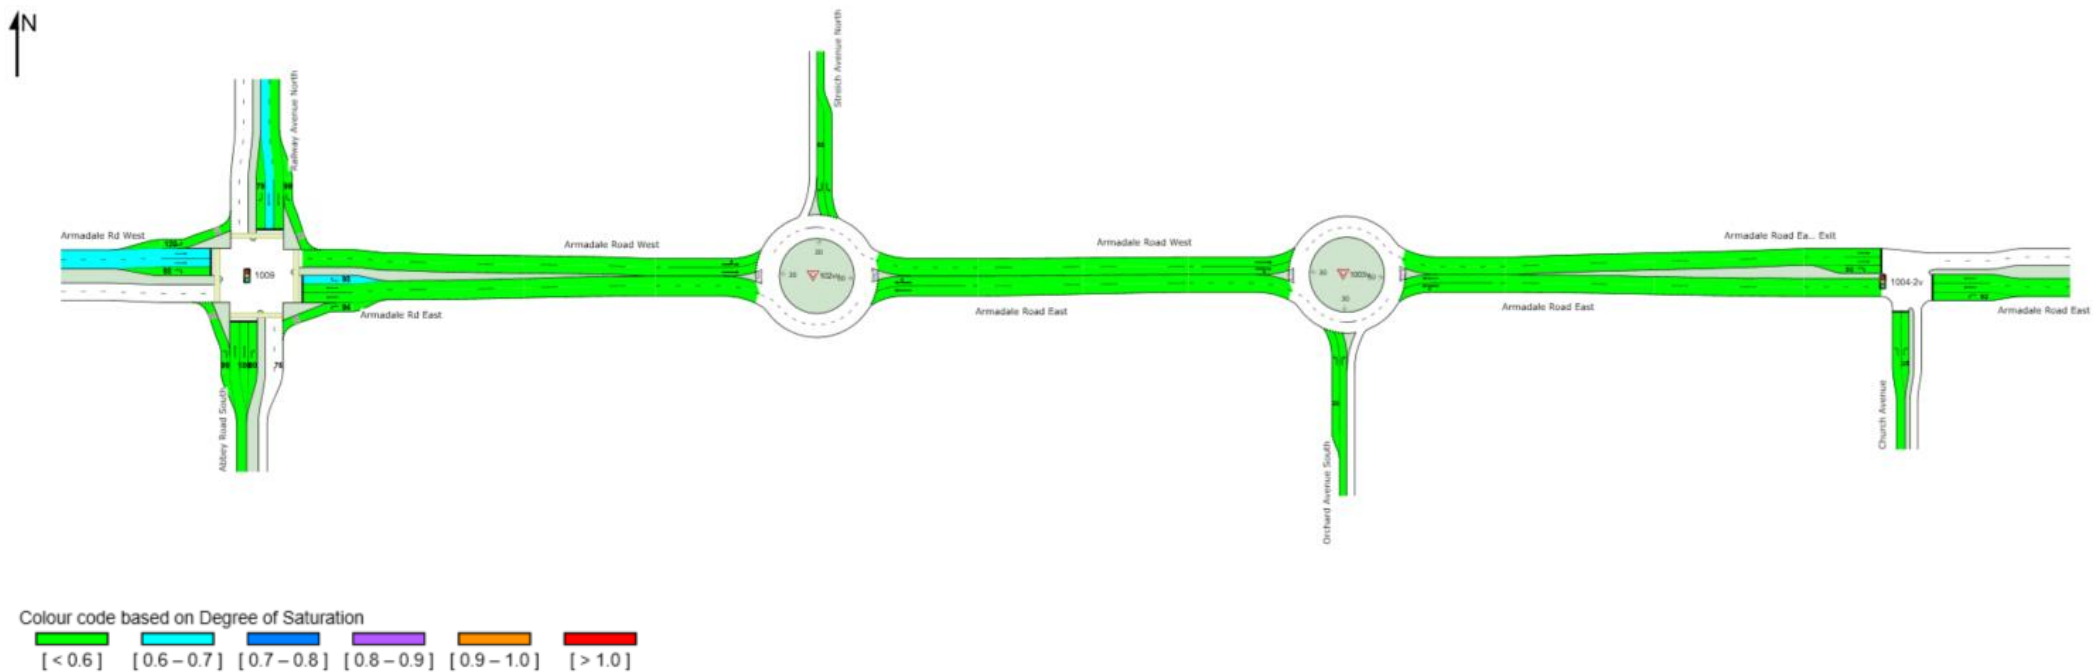 N
Streich Avenue North
Railway Avenue North
Armadale Rd West
Armadale Road West
Armadale Road West
Armadale Road Ea... Exit
1009
1004-2v
Armadale Rd East
Armadale Road East
Armadale Road East
Armadale Road East
Abbey Road South
Orchard Avenue South
Church Avenue
Colour code based on Degree of Saturation
[ < 0.6 ] [ 0.6 – 0.7 ] [ 0.7 – 0.8 ] [ 0.8 – 0.9 ] [ 0.9 – 1.0 ] [ > 1.0 ]